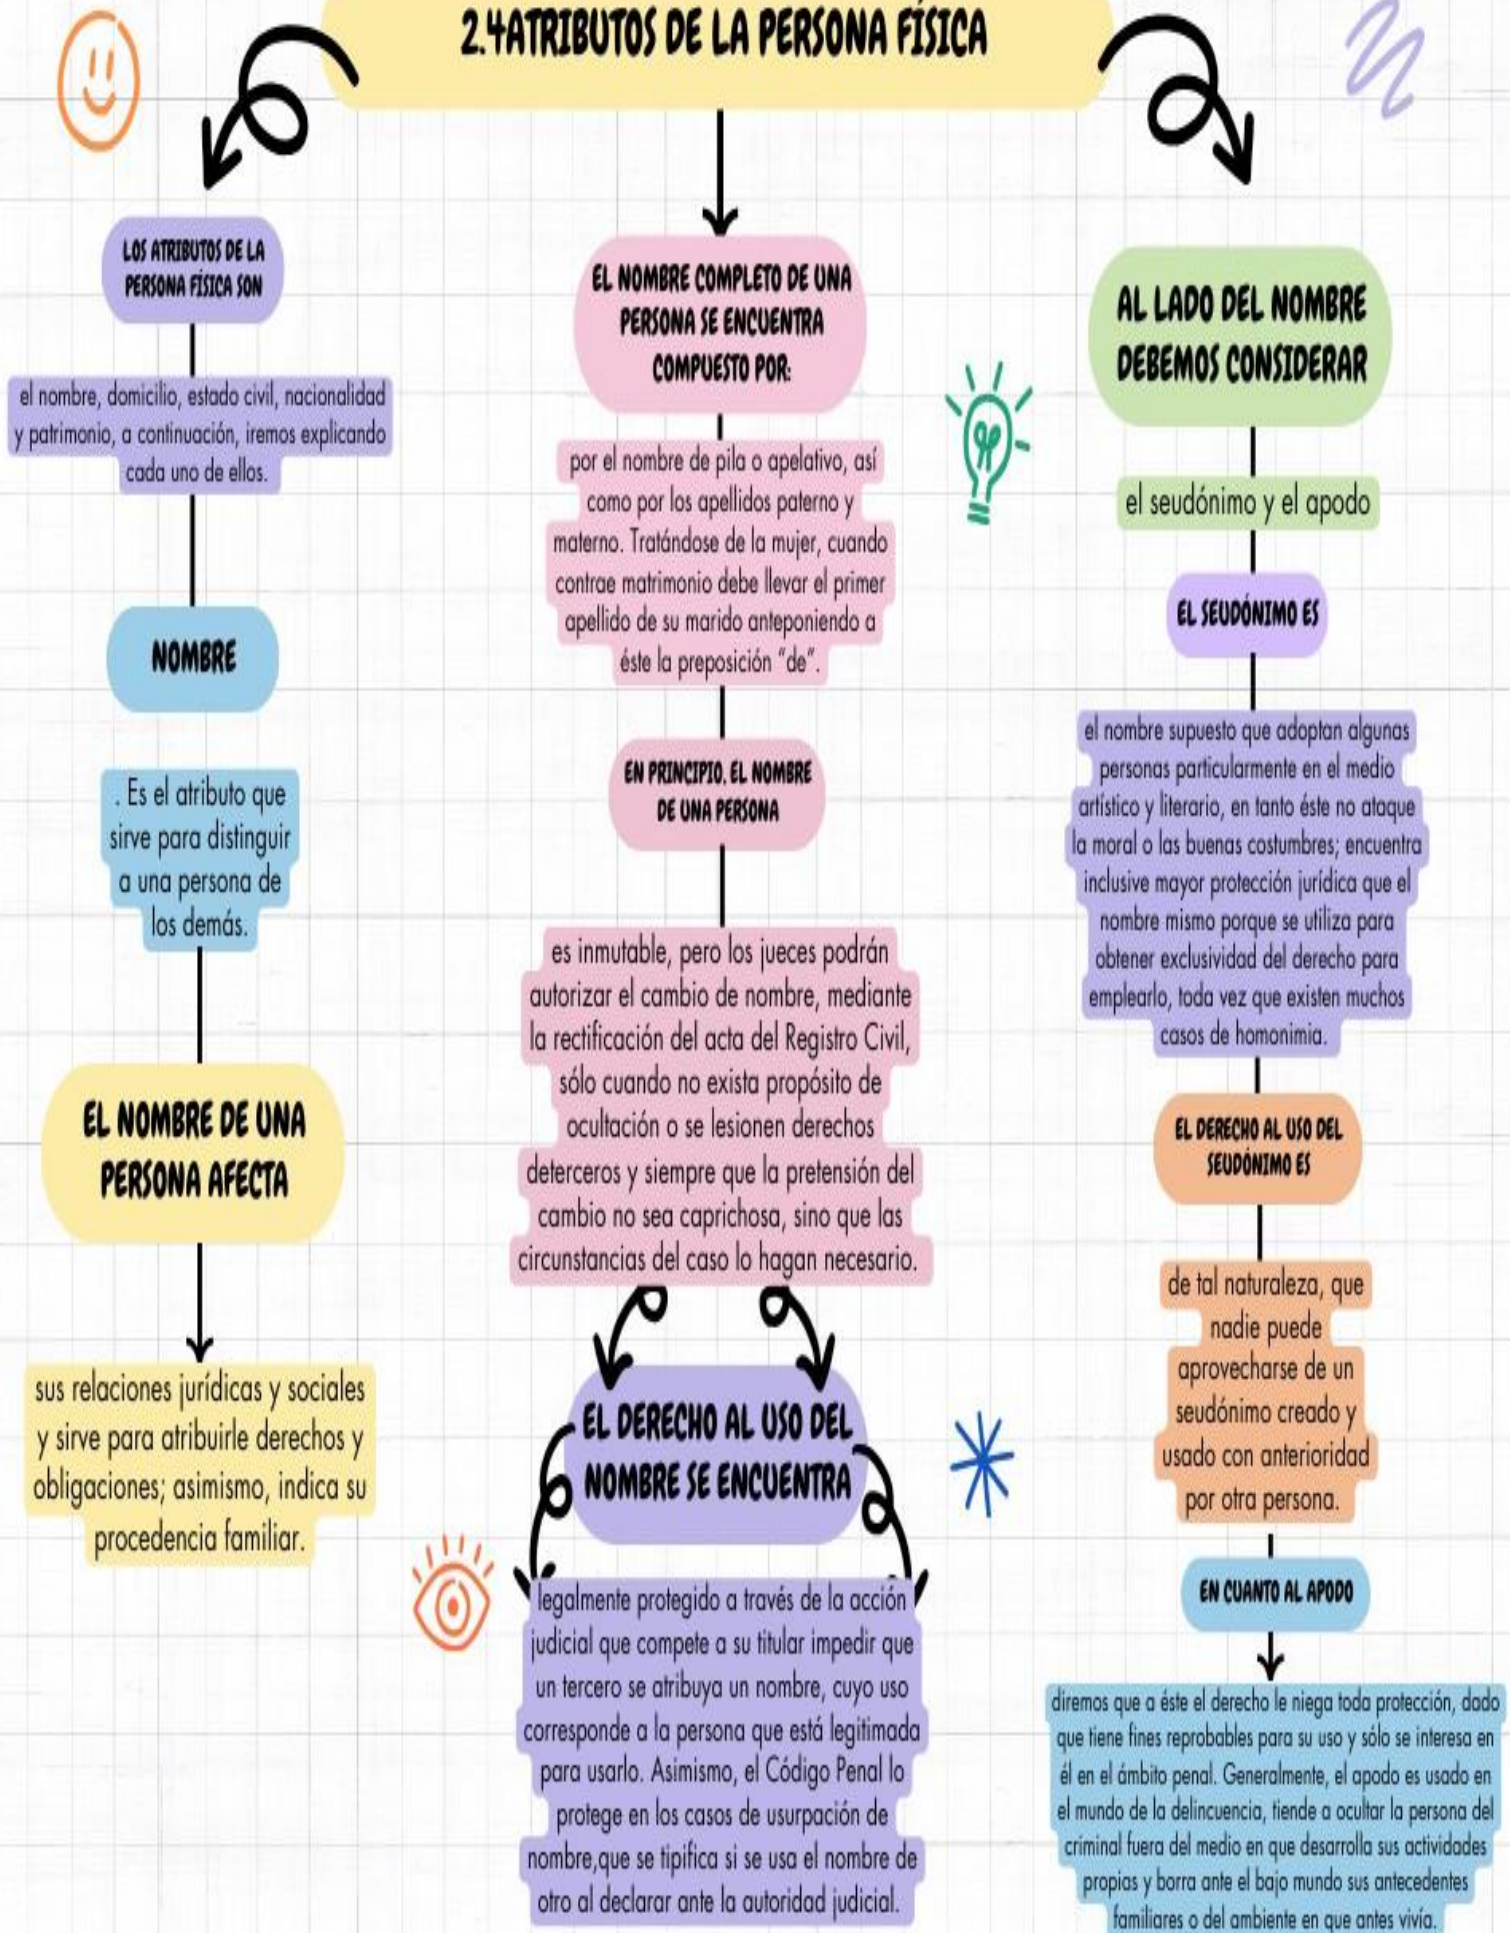 2.4ATRIBUTOS DE LA PERSONA FÍSICA
LOS ATRIBUTOS DE LA
PERSONA FÍSICA SON
el nombre, domicilio, estado civil, nacionalidad
y patrimonio, a continuación, iremos explicando
cada uno de ellos.
NOMBRE
. Es el atributo que
sirve para distinguir
a una persona de
los demás.
EL NOMBRE DE UNA
PERSONA AFECTA
sus relaciones jurídicas y sociales
y sirve para atribuirle derechos y
obligaciones; asimismo, indica su
procedencia familiar.
EL NOMBRE COMPLETO DE UNA
PERSONA SE ENCUENTRA
COMPUESTO POR:
por el nombre de pila o apelativo, así
como por los apellidos paterno y
materno. Tratándose de la mujer, cuando
contrae matrimonio debe llevar el primer
apellido de su marido anteponiendo a
éste la preposición “de”.
EN PRINCIPIO. EL NOMBRE
DE UNA PERSONA
es inmutable, pero los jueces podrán
autorizar el cambio de nombre, mediante
la rectificación del acta del Registro Civil,
sólo cuando no exista propósito de
ocultación o se lesionen derechos
deterceros y siempre que la pretensión del
cambio no sea caprichosa, sino que las
circunstancias del caso lo hagan necesario.
EL DERECHO AL USO DEL
NOMBRE SE ENCUENTRA
legalmente protegido a través de la acción
judicial que compete a su titular impedir que
un tercero se atribuya un nombre, cuyo uso
corresponde a la persona que está legitimada
para usarlo. Asimismo, el Código Penal lo
protege en los casos de usurpación de
nombre,que se tipifica si se usa el nombre de
otro al declarar ante la autoridad judicial.
AL LADO DEL NOMBRE
DEBEMOS CONSIDERAR
el seudónimo y el apodo
EL SEUDÓNIMO ES
el nombre supuesto que adoptan algunas
personas particularmente en el medio
artístico y literario, en tanto éste no ataque
la moral o las buenas costumbres; encuentra
inclusive mayor protección jurídica que el
nombre mismo porque se utiliza para
obtener exclusividad del derecho para
emplearlo, toda vez que existen muchos
casos de homonimia.
EL DERECHO AL USO DEL
SEUDÓNIMO ES
de tal naturaleza, que
nadie puede
aprovecharse de un
seudónimo creado y
usado con anterioridad
por otra persona.
EN CUANTO AL APODO
diremos que a éste el derecho le niega toda protección, dado
que tiene fines reprobables para su uso y sólo se interesa en
él en el ámbito penal. Generalmente, el apodo es usado en
el mundo de la delincuencia, tiende a ocultar la persona del
criminal fuera del medio en que desarrolla sus actividades
propias y borra ante el bajo mundo sus antecedentes
familiares o del ambiente en que antes vivía.